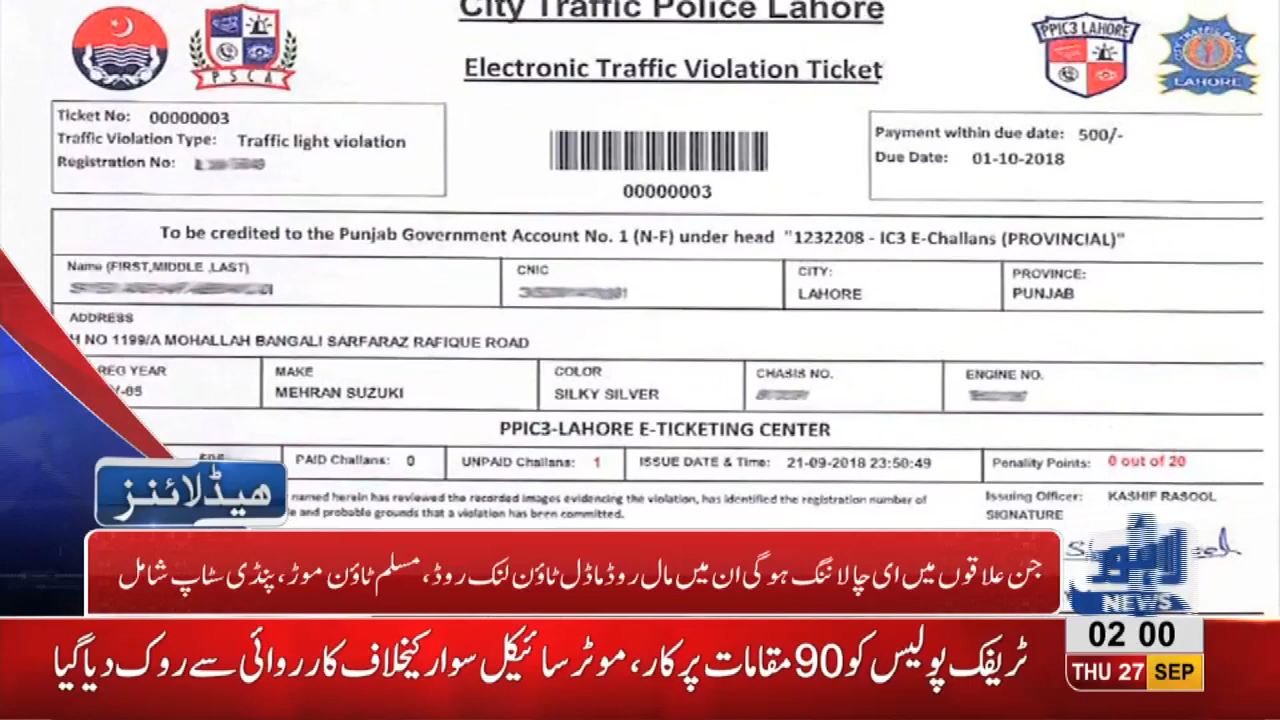 City Traffic Police Lahore
Electronic Traffic Violation Ticket
PSCA
PPIC3 LAHORE
LAHORE
Ticket No: 00000003
Traffic Violation Type: Traffic light violation
Registration No:
00000003
Payment within due date: 500/-
Due Date: 01-10-2018
To be credited to the Punjab Government Account No. 1 (N-F) under head "1232208 - IC3 E-Challans (PROVINCIAL)"
Name (FIRST,MIDDLE ,LAST)
CNIC
CITY:
LAHORE
PROVINCE:
PUNJAB
ADDRESS
H NO 1199/A MOHALLAH BANGALI SARFARAZ RAFIQUE ROAD
REG YEAR
-05
MAKE
MEHRAN SUZUKI
COLOR
SILKY SILVER
CHASIS NO.
ENGINE NO.
PPIC3-LAHORE E-TICKETING CENTER
PAID Challans: 0
UNPAID Challans: 1
ISSUE DATE & Time: 21-09-2018 23:50:49
Penality Points: 0 out of 20
named herein has reviewed the recorded images evidencing the violation, has identified the registration number of
and probable grounds that a violation has been committed.
Issuing Officer: KASHIF RASOOL
SIGNATURE
ہیڈلائنز
جن علاقوں میں ای چالاننگ ہوگی ان میں مال روڈ ماڈل ٹاؤن لنک روڈ، مسلم ٹاؤن موڑ، پنڈی سٹاپ شامل
لاہور
NEWS
ٹریفک پولیس کو 90 مقامات پر کار، موٹر سائیکل سوار کیخلاف کارروائی سے روک دیا گیا
02 00
THU 27 SEP